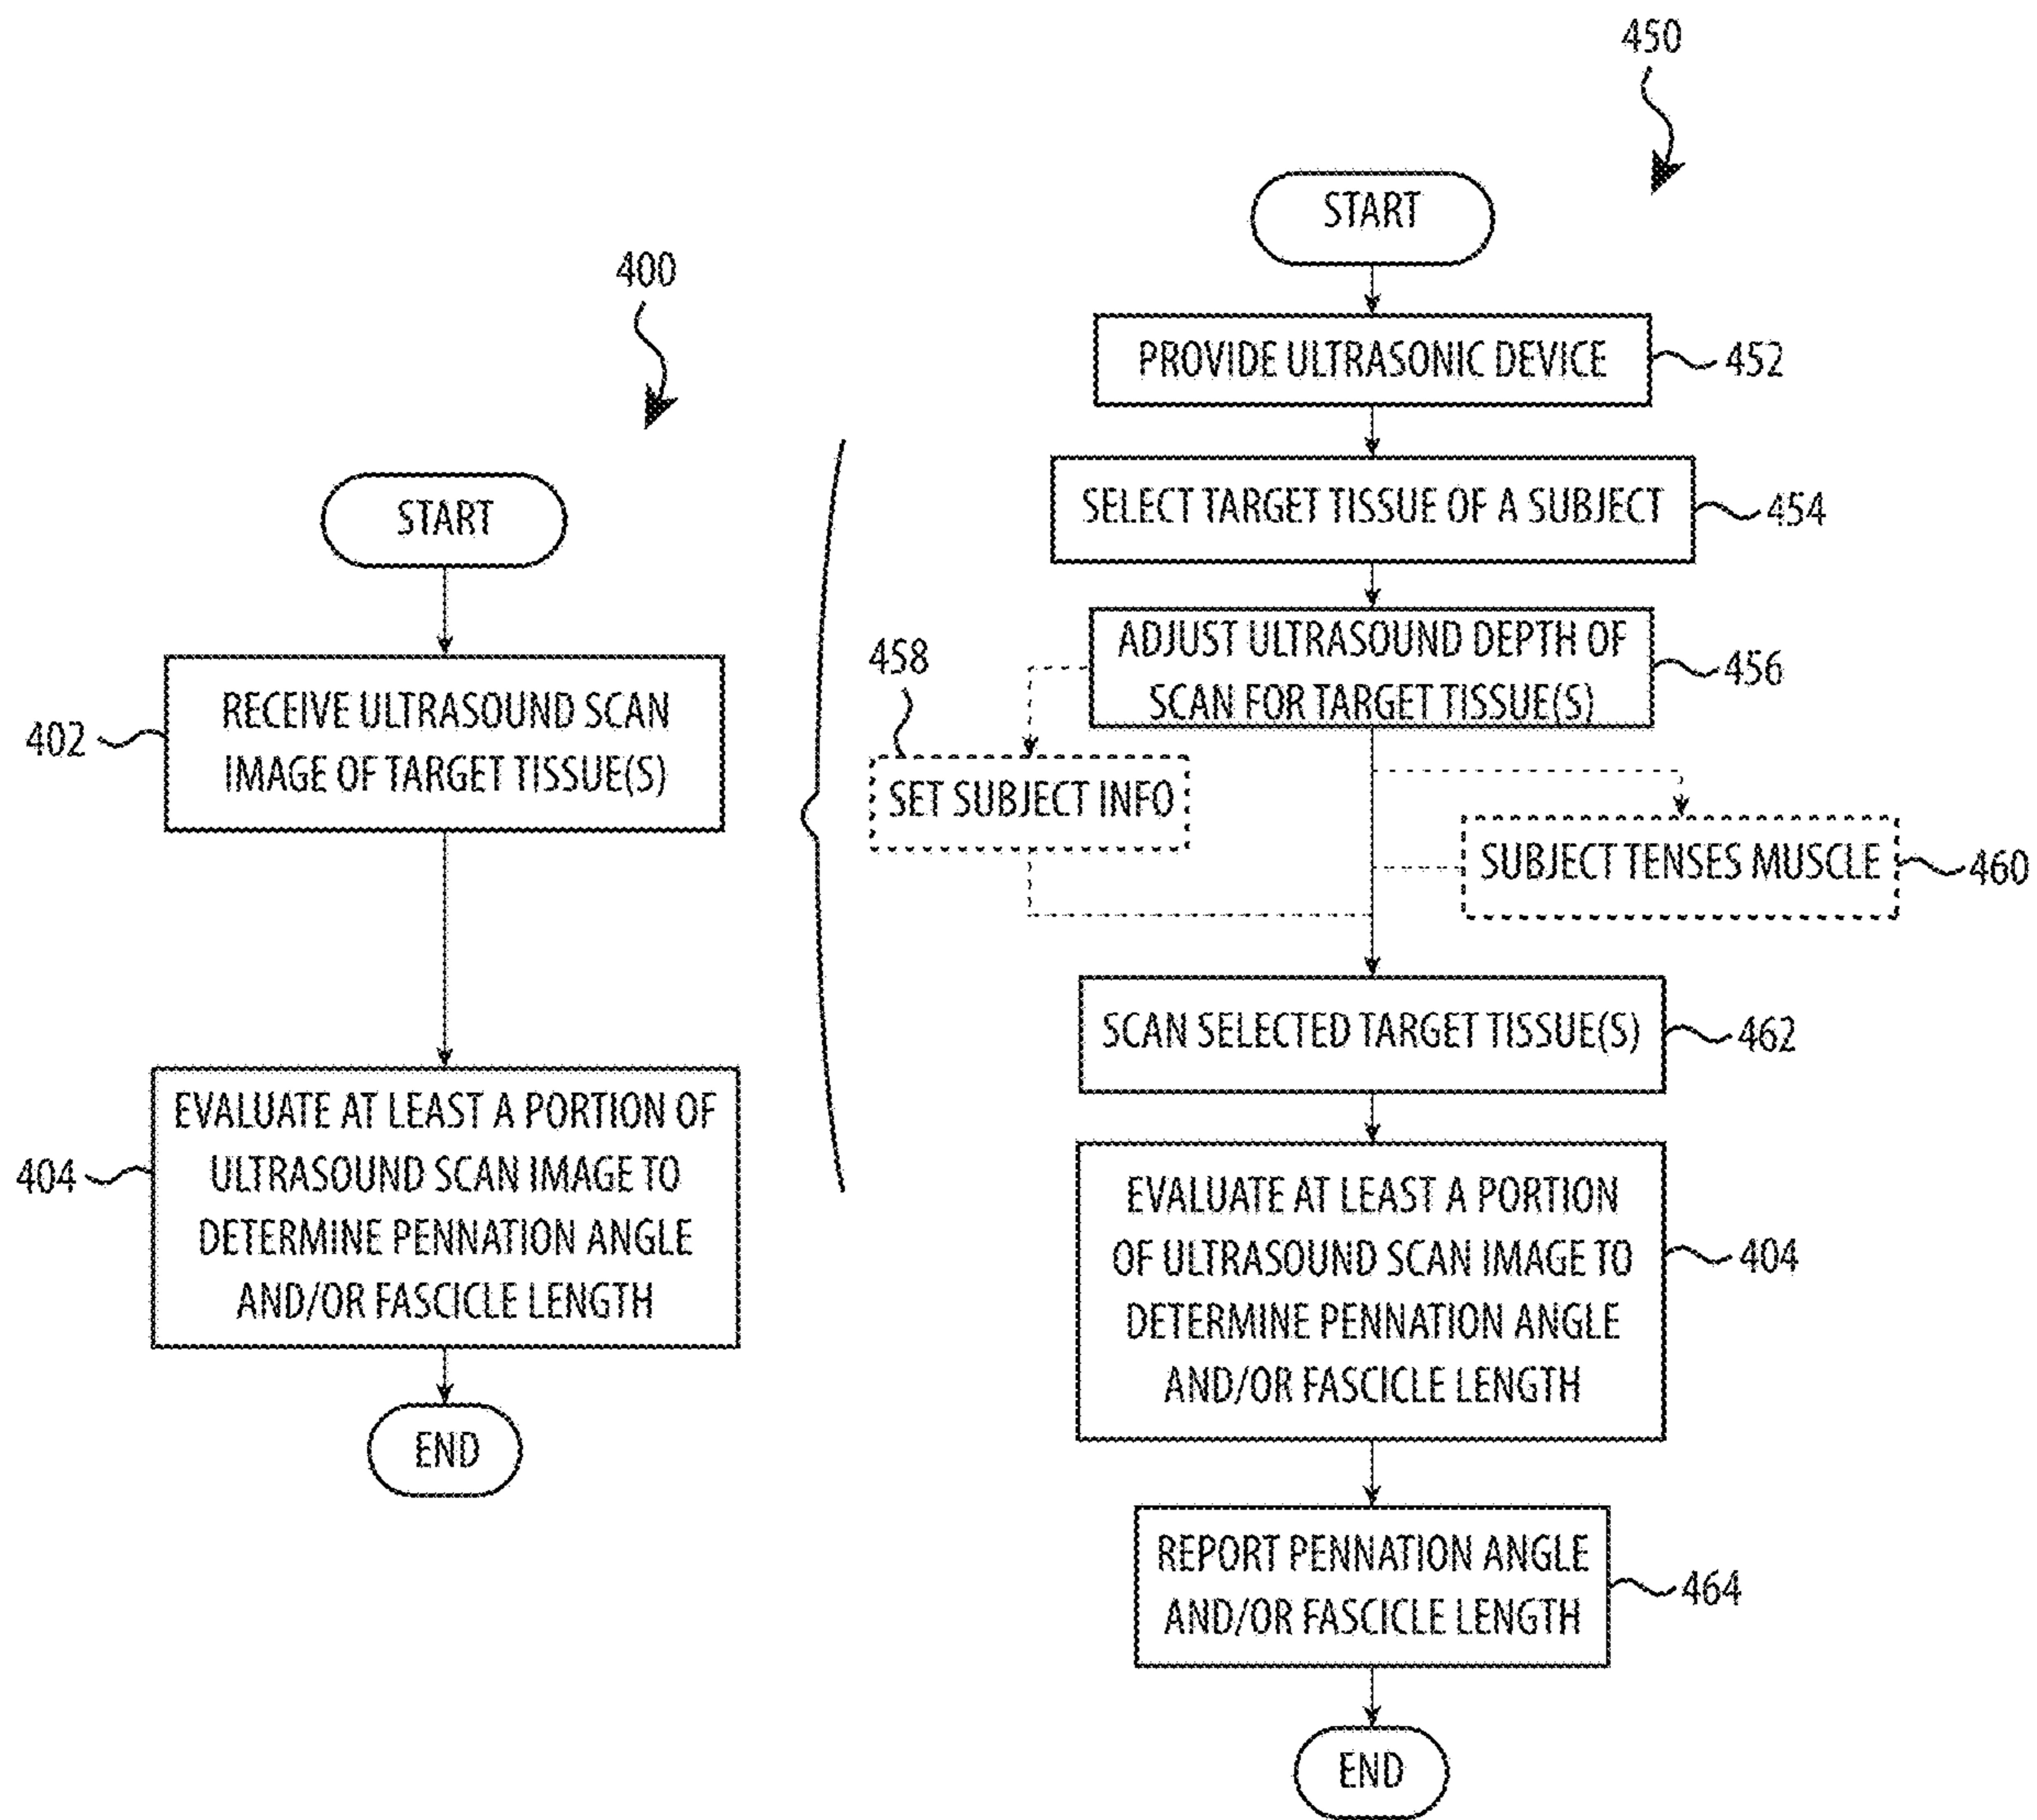 400
START
402
RECEIVE ULTRASOUND SCAN
IMAGE OF TARGET TISSUE(S)
404
EVALUATE AT LEAST A PORTION OF
ULTRASOUND SCAN IMAGE TO
DETERMINE PENNATION ANGLE
AND/OR FASCICLE LENGTH
END
450
START
PROVIDE ULTRASONIC DEVICE
452
SELECT TARGET TISSUE OF A SUBJECT
454
ADJUST ULTRASOUND DEPTH OF
SCAN FOR TARGET TISSUE(S)
456
458
SET SUBJECT INFO
SUBJECT TENSES MUSCLE
460
SCAN SELECTED TARGET TISSUE(S)
462
EVALUATE AT LEAST A PORTION
OF ULTRASOUND SCAN IMAGE TO
DETERMINE PENNATION ANGLE
AND/OR FASCICLE LENGTH
404
REPORT PENNATION ANGLE
AND/OR FASCICLE LENGTH
464
END